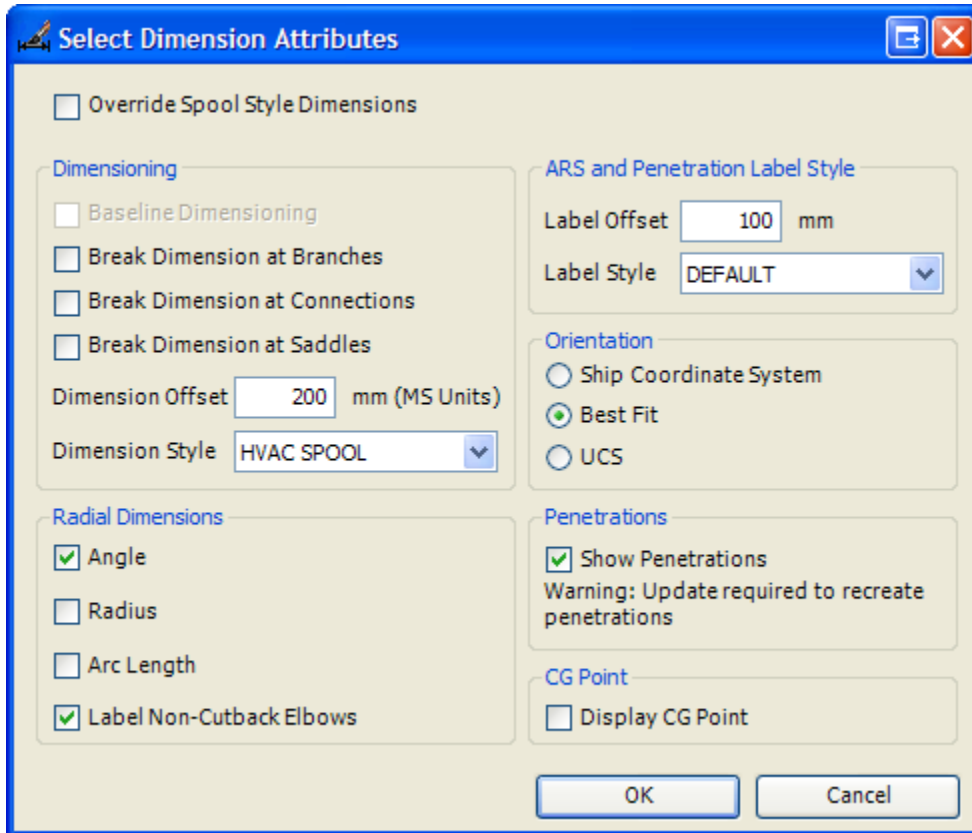 Select Dimension Attributes
Override Spool Style Dimensions
Dimensioning
Baseline Dimensioning
Break Dimension at Branches
Break Dimension at Connections
Break Dimension at Saddles
Dimension Offset 200 mm (MS Units)
Dimension Style HVAC SPOOL
Radial Dimensions
Angle
Radius
Arc Length
Label Non-Cutback Elbows
ARS and Penetration Label Style
Label Offset 100 mm
Label Style DEFAULT
Orientation
Ship Coordinate System
Best Fit
UCS
Penetrations
Show Penetrations
Warning: Update required to recreate
penetrations
CG Point
Display CG Point
OK Cancel